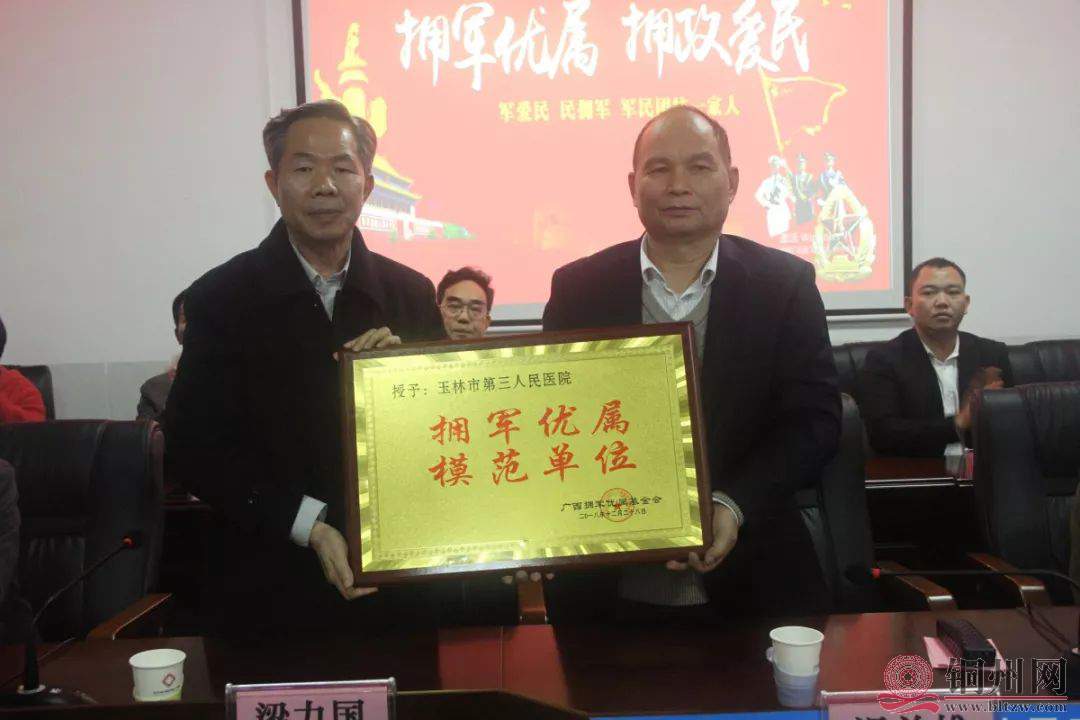 拥军优属 拥政爱民
军爱民 民拥军 军民团结一家人
授予：玉林市第三人民医院
拥军优属
模范单位
广西拥军优属基金会
二〇一八年十二月二十八日
梁力国
铜州网
www.bltzw.com